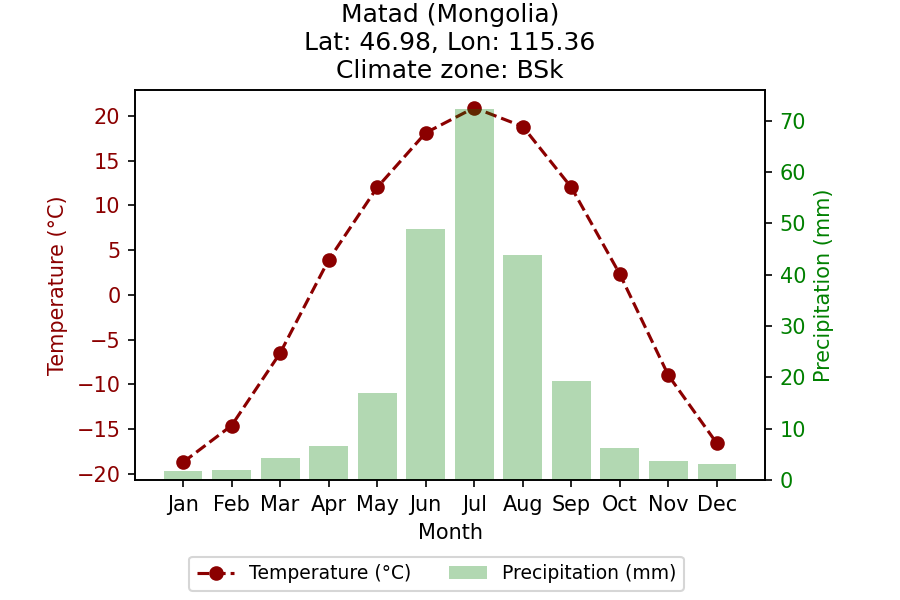 Matad (Mongolia)
Lat: 46.98, Lon: 115.36
Climate zone: BSk
Temperature (°C)
20
15
10
5
0
−5
−10
−15
−20
70
60
50
40
30
20
10
0
Precipitation (mm)
Jan Feb Mar Apr May Jun Jul Aug Sep Oct Nov Dec
Month
Temperature (°C) Precipitation (mm)